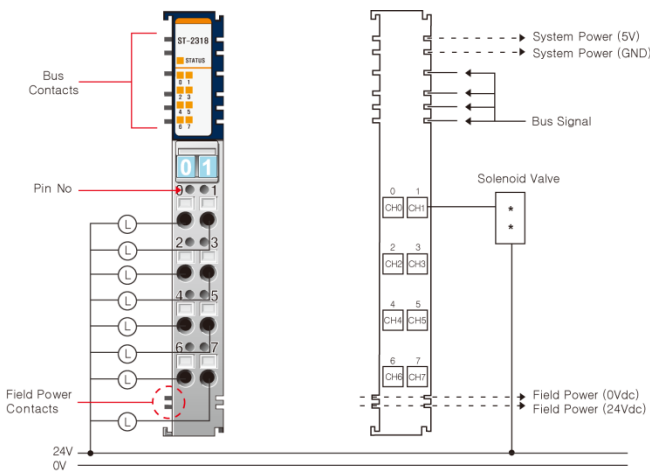 ST-2318
STATUS
0 1
2 3
4 5
6 7
Bus
Contacts
0 1
Pin No
0 1
2 3
4 5
6 7
L
L
L
L
L
L
L
L
Field Power
Contacts
24V
0V
System Power (5V)
System Power (GND)
Bus Signal
Solenoid Valve
*
*
0 1
CH0 CH1
2 3
CH2 CH3
4 5
CH4 CH5
6 7
CH6 CH7
Field Power (0Vdc)
Field Power (24Vdc)